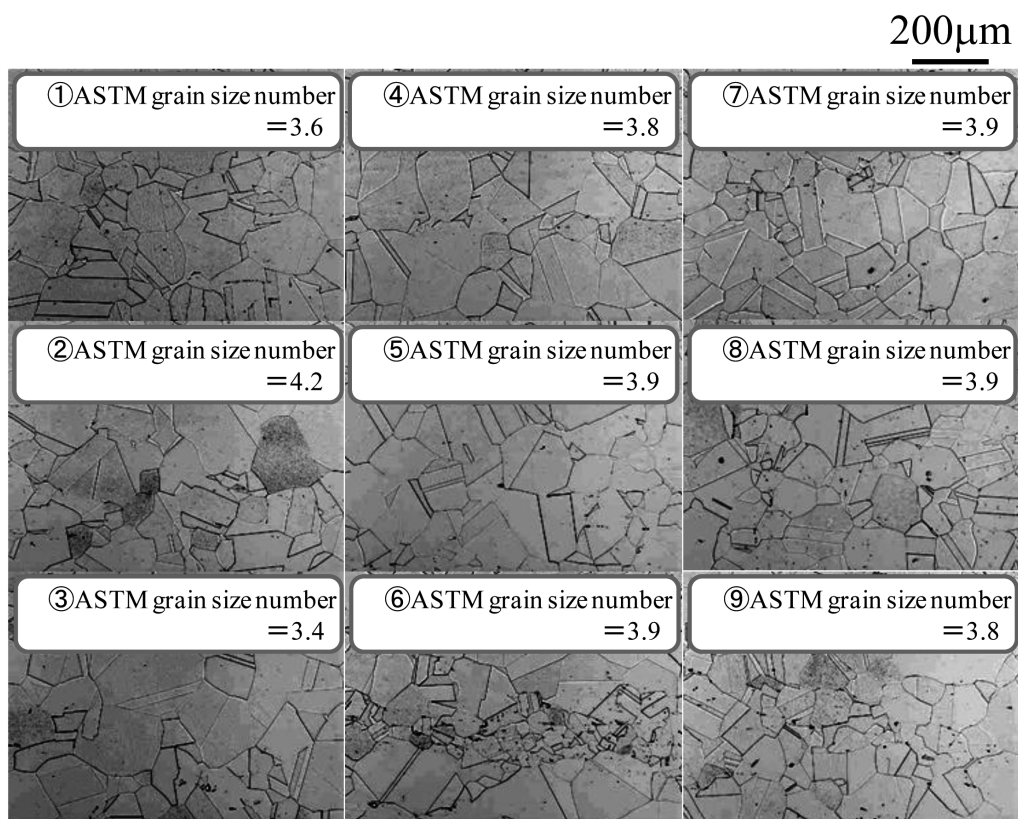 200μm
①ASTM grain size number
=3.6
④ASTM grain size number
=3.8
⑦ASTM grain size number
=3.9
②ASTM grain size number
=4.2
⑤ASTM grain size number
=3.9
⑧ASTM grain size number
=3.9
③ASTM grain size number
=3.4
⑥ASTM grain size number
=3.9
⑨ASTM grain size number
=3.8